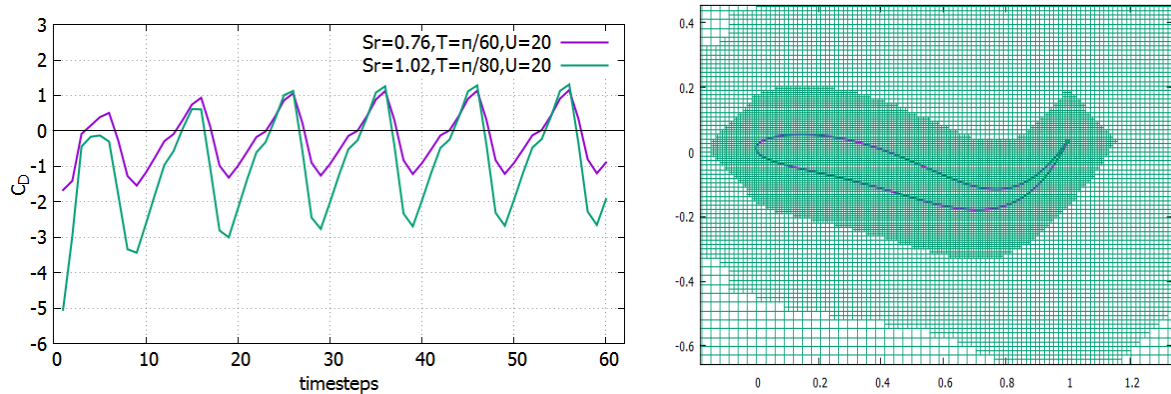 3
2
1
0
-1
-2
-3
-4
-5
-6
C_D
Sr=0.76,T=π/60,U=20
Sr=1.02,T=π/80,U=20
0 10 20 30 40 50 60
timesteps
0.4
0.2
0
-0.2
-0.4
-0.6
0 0.2 0.4 0.6 0.8 1 1.2